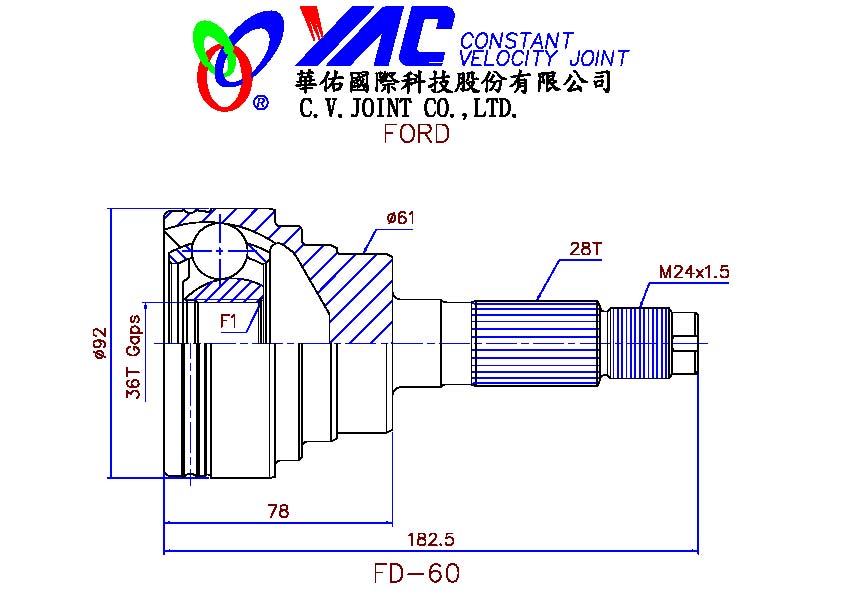 YAC CONSTANT
VELOCITY JOINT
®
華佑國際科技股份有限公司
C.V.JOINT CO.,LTD.
FORD
ø61
28T
M24x1.5
F1
ø92
36T Gaps
78
182.5
FD-60